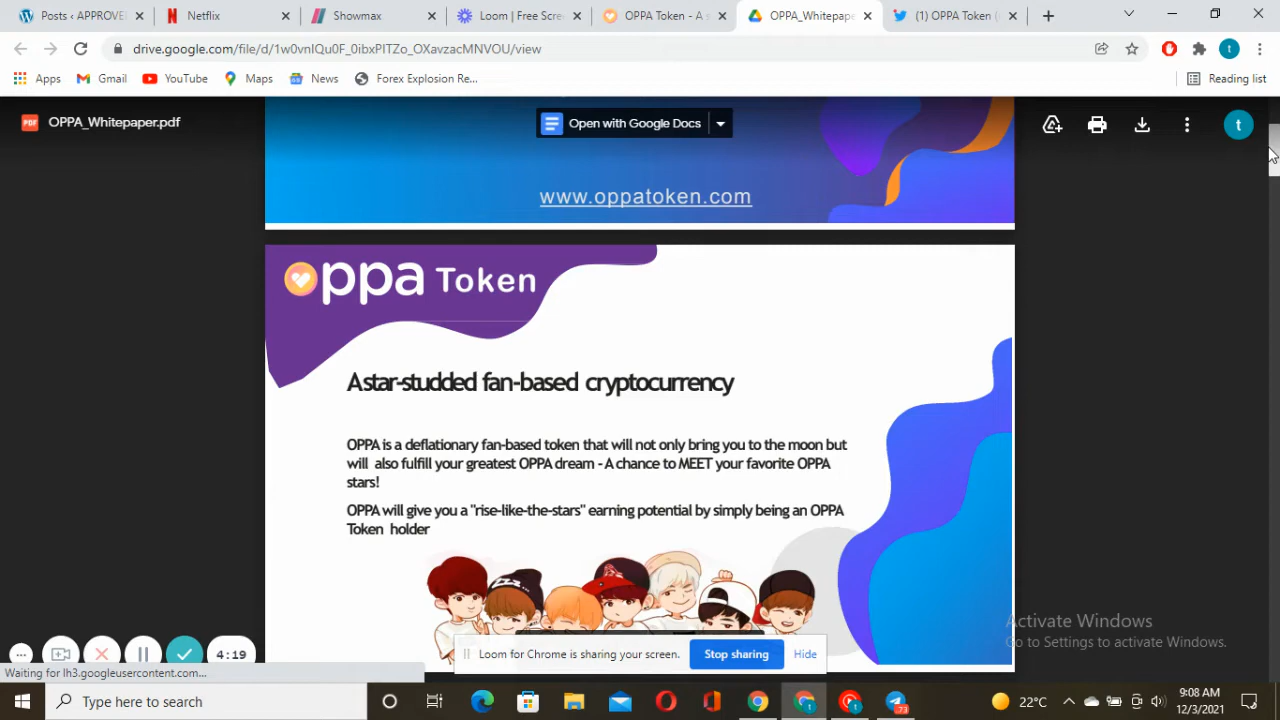 Posts ‹ APPROVE
Netflix
Showmax
Loom | Free Scre
OPPA Token - A s
OPPA_Whitepape
(1) OPPA Token (
drive.google.com/file/d/1w0vnIQu0F_0ibxPITZo_OXavzacMNVOU/view
Apps
Gmail
YouTube
Maps
News
Forex Explosion Re...
Reading list
PDF
OPPA_Whitepaper.pdf
Open with Google Docs
t
www.oppatoken.com
Oppa Token
A star-studded fan-based cryptocurrency
OPPA is a deflationary fan-based token that will not only bring you to the moon but
will also fulfill your greatest OPPA dream - A chance to MEET your favorite OPPA
stars!
OPPA will give you a "rise-like-the-stars" earning potential by simply being an OPPA
Token holder
ZZZ...
Activate Windows
Go to Settings to activate Windows.
4:19
Loom for Chrome is sharing your screen.
Stop sharing
Hide
Waiting for lh3.googleusercontent.com...
Type here to search
73
22°C
9:08 AM
12/3/2021